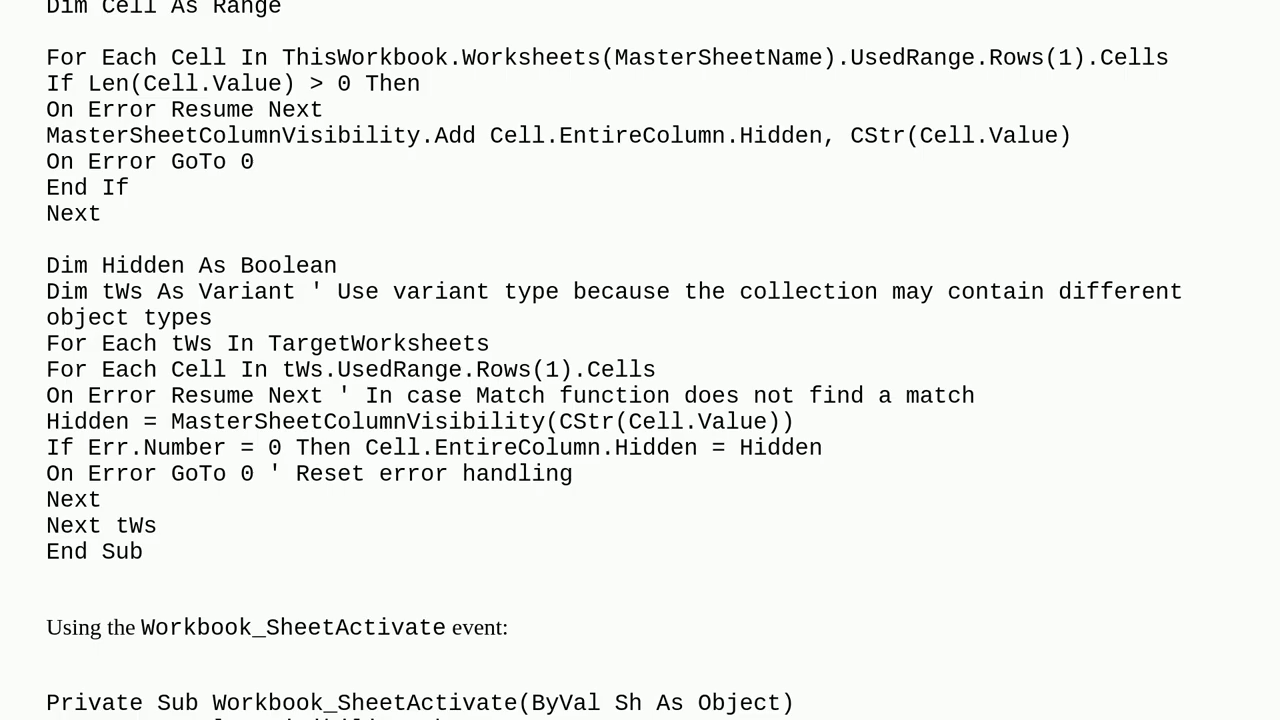 Dim Cell As Range
For Each Cell In ThisWorkbook.Worksheets(MasterSheetName).UsedRange.Rows(1).Cells
If Len(Cell.Value) > 0 Then
On Error Resume Next
MasterSheetColumnVisibility.Add Cell.EntireColumn.Hidden, CStr(Cell.Value)
On Error GoTo 0
End If
Next
Dim Hidden As Boolean
Dim tWs As Variant ' Use variant type because the collection may contain different
object types
For Each tWs In TargetWorksheets
For Each Cell In tWs.UsedRange.Rows(1).Cells
On Error Resume Next ' In case Match function does not find a match
Hidden = MasterSheetColumnVisibility(CStr(Cell.Value))
If Err.Number = 0 Then Cell.EntireColumn.Hidden = Hidden
On Error GoTo 0 ' Reset error handling
Next
Next tWs
End Sub
Using the Workbook_SheetActivate event:
Private Sub Workbook_SheetActivate(ByVal Sh As Object)